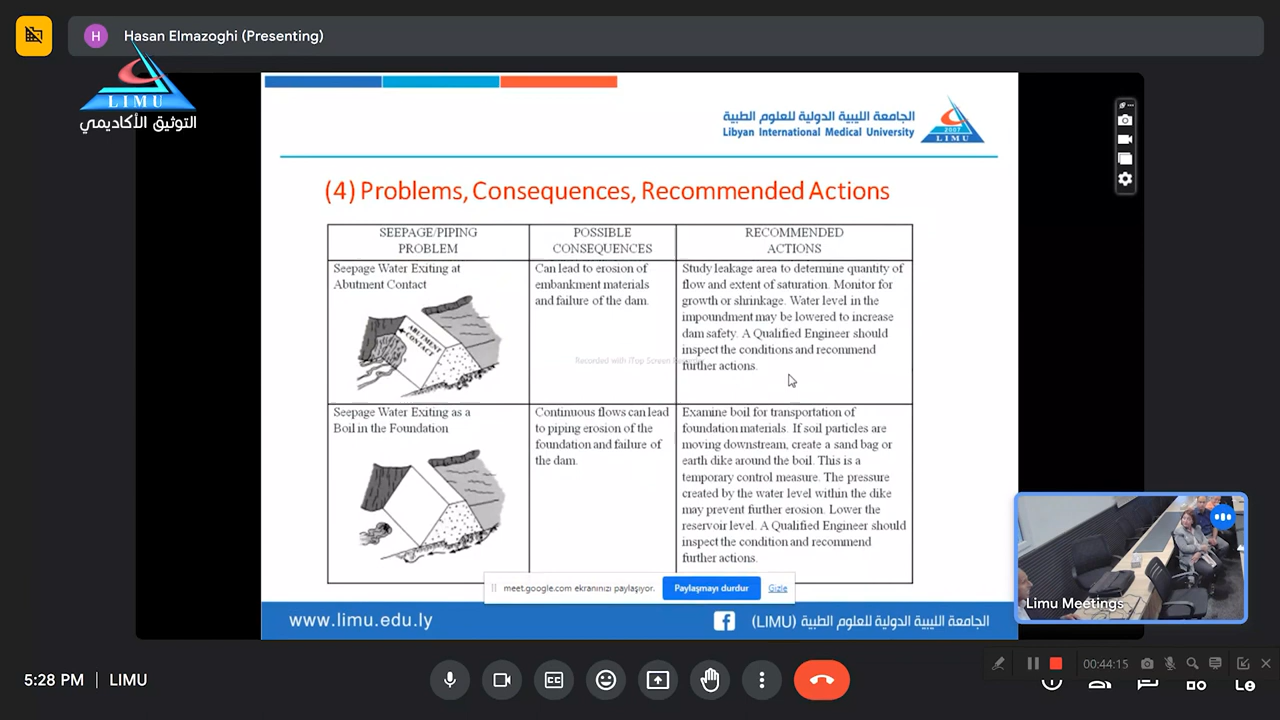 Hasan Elmazoghi (Presenting)
H
LIMU
التوثيق الأكاديمي
الجامعة الليبية الدولية للعلوم الطبية
Libyan International Medical University
2007
LIMU
(4) Problems, Consequences, Recommended Actions
SEEPAGE/PIPING
PROBLEM
POSSIBLE
CONSEQUENCES
RECOMMENDED
ACTIONS
Seepage Water Exiting at
Abutment Contact
ABUTMENT
CONTACT
Can lead to erosion of
embankment materials
and failure of the dam.
Study leakage area to determine quantity of
flow and extent of saturation. Monitor for
growth or shrinkage. Water level in the
impoundment may be lowered to increase
dam safety. A Qualified Engineer should
inspect the conditions and recommend
further actions.
Recorded with iTop Screen
Seepage Water Exiting as a
Boil in the Foundation
Continuous flows can lead
to piping erosion of the
foundation and failure of
the dam.
Examine boil for transportation of
foundation materials. If soil particles are
moving downstream, create a sand bag or
earth dike around the boil. This is a
temporary control measure. The pressure
created by the water level within the dike
may prevent further erosion. Lower the
reservoir level. A Qualified Engineer should
inspect the condition and recommend
further actions.
meet.google.com ekranınızı paylaşıyor.
Paylaşmayı durdur
Gizle
Limu Meetings
www.limu.edu.ly
الجامعة الليبية الدولية للعلوم الطبية (LIMU)
5:28 PM | LIMU
00:44:15